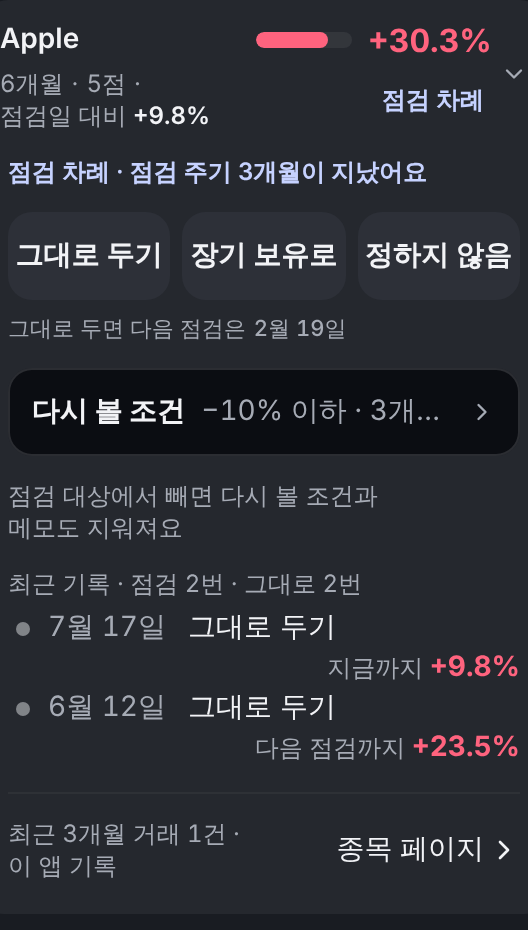 Apple
+30.3%
6개월 · 5점 ·
점검일 대비 +9.8%
점검 차례
점검 차례 · 점검 주기 3개월이 지났어요
그대로 두기
장기 보유로
정하지 않음
그대로 두면 다음 점검은 2월 19일
다시 볼 조건 −10% 이하 · 3개...
점검 대상에서 빼면 다시 볼 조건과
메모도 지워져요
최근 기록 · 점검 2번 · 그대로 2번
7월 17일 그대로 두기
지금까지 +9.8%
6월 12일 그대로 두기
다음 점검까지 +23.5%
최근 3개월 거래 1건 ·
이 앱 기록
종목 페이지